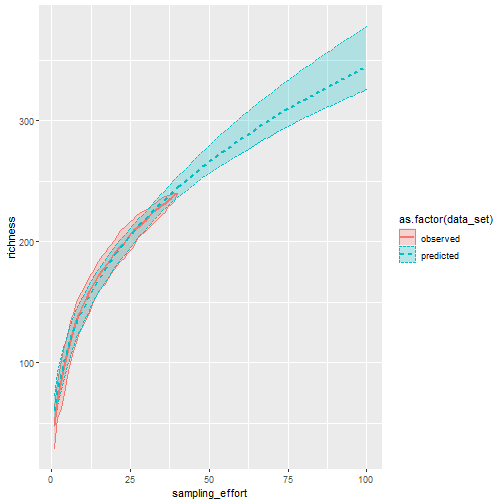 richness
300
200
100
0
25
50
75
100
sampling_effort
as.factor(data_set)
observed
predicted